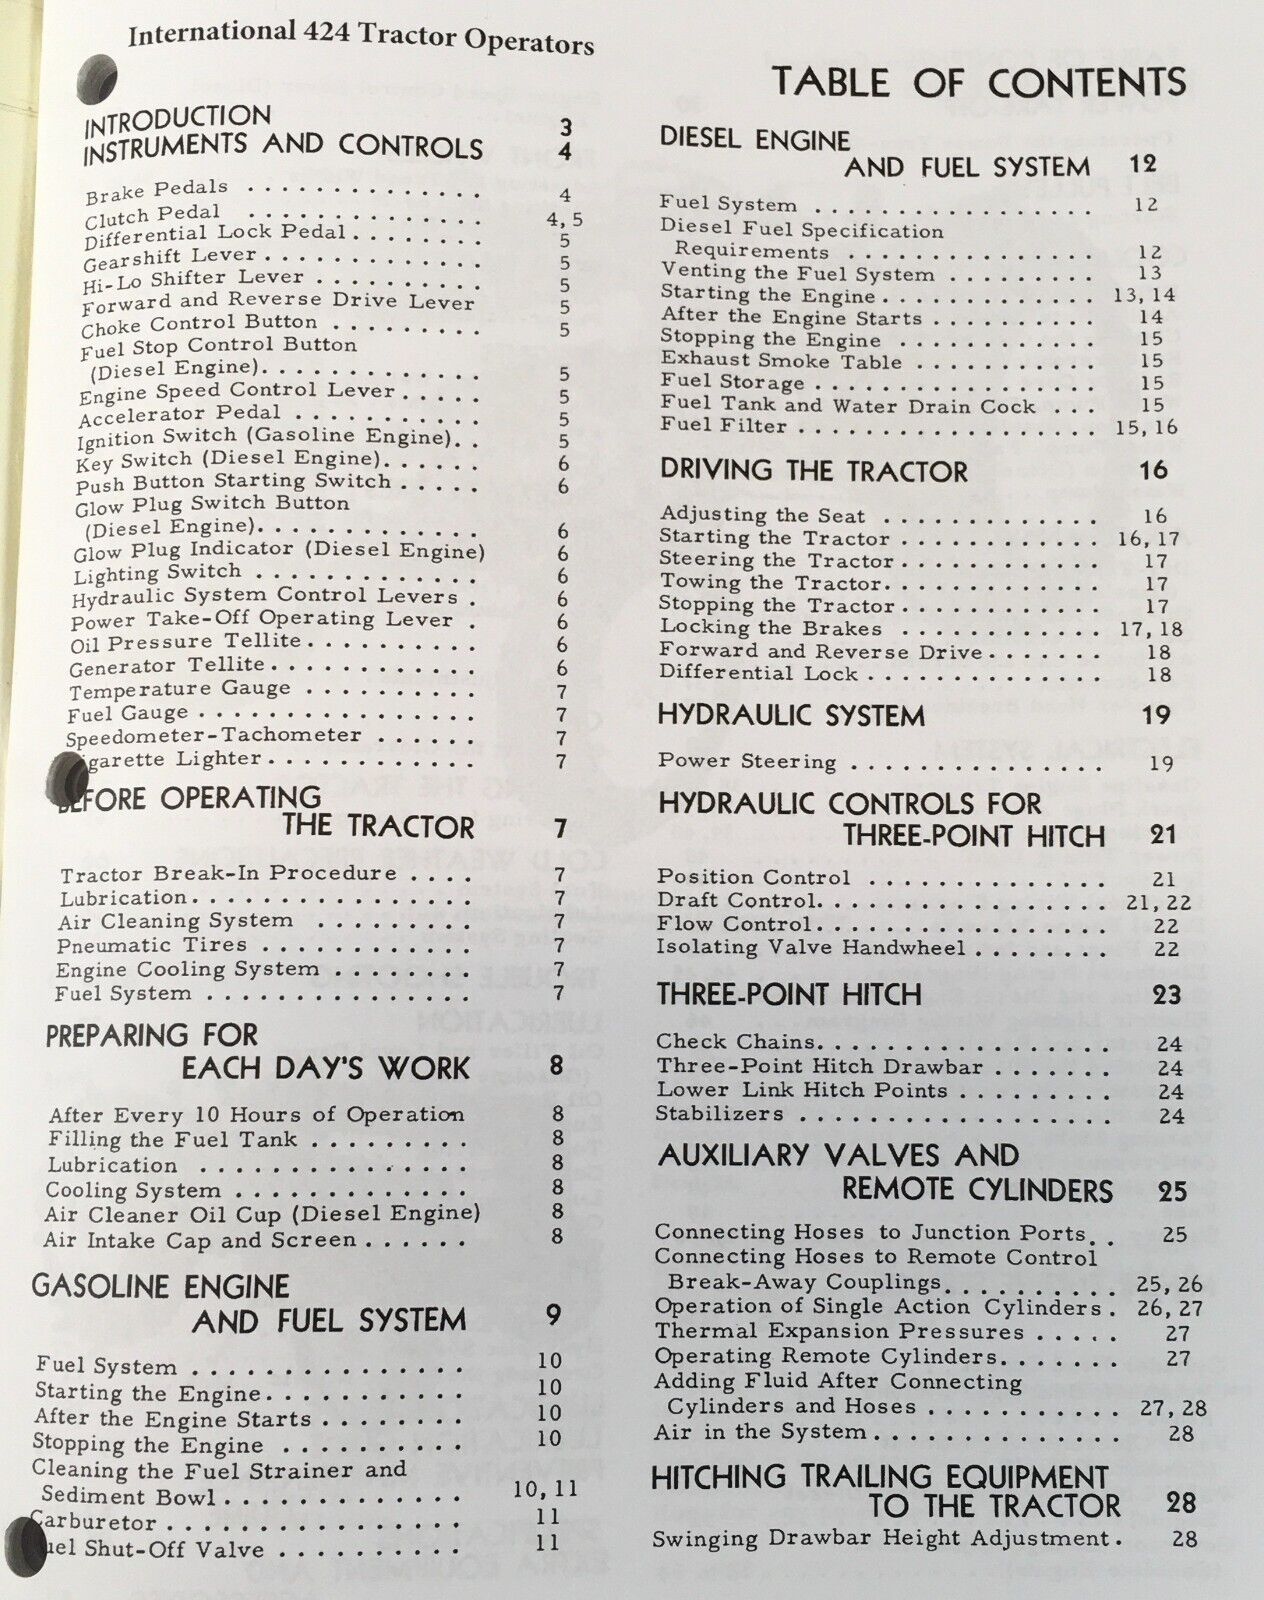 International 424 Tractor Operators
TABLE OF CONTENTS
INTRODUCTION 3
INSTRUMENTS AND CONTROLS 4
Brake Pedals . . . . . . . . . . . . . 4
Clutch Pedal . . . . . . . . . . . . . 4, 5
Differential Lock Pedal . . . . . . . . 5
Gearshift Lever . . . . . . . . . . . . 5
Hi-Lo Shifter Lever . . . . . . . . . . 5
Forward and Reverse Drive Lever 5
Choke Control Button . . . . . . . . . 5
Fuel Stop Control Button
(Diesel Engine) . . . . . . . . . . . . 5
Engine Speed Control Lever . . . . . 5
Accelerator Pedal . . . . . . . . . . 5
Ignition Switch (Gasoline Engine) . . 5
Key Switch (Diesel Engine) . . . . . . 6
Push Button Starting Switch . . . . . 6
Glow Plug Switch Button
(Diesel Engine) . . . . . . . . . . . . 6
Glow Plug Indicator (Diesel Engine) 6
Lighting Switch . . . . . . . . . . . . 6
Hydraulic System Control Levers . 6
Power Take-Off Operating Lever . 6
Oil Pressure Tellite . . . . . . . . . . 6
Generator Tellite . . . . . . . . . . . . 6
Temperature Gauge . . . . . . . . . . 7
Fuel Gauge . . . . . . . . . . . . . . . 7
Speedometer-Tachometer . . . . . . 7
igarette Lighter . . . . . . . . . . . . 7
BEFORE OPERATING
THE TRACTOR 7
Tractor Break-In Procedure . . . . 7
Lubrication . . . . . . . . . . . . . . . 7
Air Cleaning System . . . . . . . . . 7
Pneumatic Tires . . . . . . . . . . . . 7
Engine Cooling System . . . . . . . . 7
Fuel System . . . . . . . . . . . . . . . 7
PREPARING FOR
EACH DAY'S WORK 8
After Every 10 Hours of Operation 8
Filling the Fuel Tank . . . . . . . . . 8
Lubrication . . . . . . . . . . . . . . . 8
Cooling System . . . . . . . . . . . . . 8
Air Cleaner Oil Cup (Diesel Engine) 8
Air Intake Cap and Screen . . . . . . 8
GASOLINE ENGINE
AND FUEL SYSTEM 9
Fuel System . . . . . . . . . . . . . . . 10
Starting the Engine . . . . . . . . . . . 10
After the Engine Starts . . . . . . . . 10
Stopping the Engine . . . . . . . . . . 10
Cleaning the Fuel Strainer and
Sediment Bowl . . . . . . . . . . . . . 10, 11
Carburetor . . . . . . . . . . . . . . . . 11
uel Shut-Off Valve . . . . . . . . . . 11
DIESEL ENGINE
AND FUEL SYSTEM 12
Fuel System . . . . . . . . . . . . . . . . 12
Diesel Fuel Specification
Requirements . . . . . . . . . . . . . . 12
Venting the Fuel System . . . . . . . . . 13
Starting the Engine . . . . . . . . . . . . 13, 14
After the Engine Starts . . . . . . . . . . 14
Stopping the Engine . . . . . . . . . . . 15
Exhaust Smoke Table . . . . . . . . . . 15
Fuel Storage . . . . . . . . . . . . . . . . 15
Fuel Tank and Water Drain Cock . . . 15
Fuel Filter . . . . . . . . . . . . . . . . . 15, 16
DRIVING THE TRACTOR 16
Adjusting the Seat . . . . . . . . . . . . . 16
Starting the Tractor . . . . . . . . . . . . 16, 17
Steering the Tractor . . . . . . . . . . . . 17
Towing the Tractor . . . . . . . . . . . . . 17
Stopping the Tractor . . . . . . . . . . . . 17
Locking the Brakes . . . . . . . . . . . . 17, 18
Forward and Reverse Drive . . . . . . . 18
Differential Lock . . . . . . . . . . . . . . 18
HYDRAULIC SYSTEM 19
Power Steering . . . . . . . . . . . . . . . 19
HYDRAULIC CONTROLS FOR
THREE-POINT HITCH 21
Position Control . . . . . . . . . . . . . . 21
Draft Control . . . . . . . . . . . . . . . . . 21, 22
Flow Control . . . . . . . . . . . . . . . . . 22
Isolating Valve Handwheel . . . . . . . . 22
THREE-POINT HITCH 23
Check Chains . . . . . . . . . . . . . . . . . 24
Three-Point Hitch Drawbar . . . . . . . 24
Lower Link Hitch Points . . . . . . . . . 24
Stabilizers . . . . . . . . . . . . . . . . . . 24
AUXILIARY VALVES AND
REMOTE CYLINDERS 25
Connecting Hoses to Junction Ports . . 25
Connecting Hoses to Remote Control
Break-Away Couplings . . . . . . . . . . 25, 26
Operation of Single Action Cylinders . 26, 27
Thermal Expansion Pressures . . . . . 27
Operating Remote Cylinders . . . . . . . 27
Adding Fluid After Connecting
Cylinders and Hoses . . . . . . . . . . . 27, 28
Air in the System . . . . . . . . . . . . . . 28
HITCHING TRAILING EQUIPMENT
TO THE TRACTOR 28
Swinging Drawbar Height Adjustment . 28